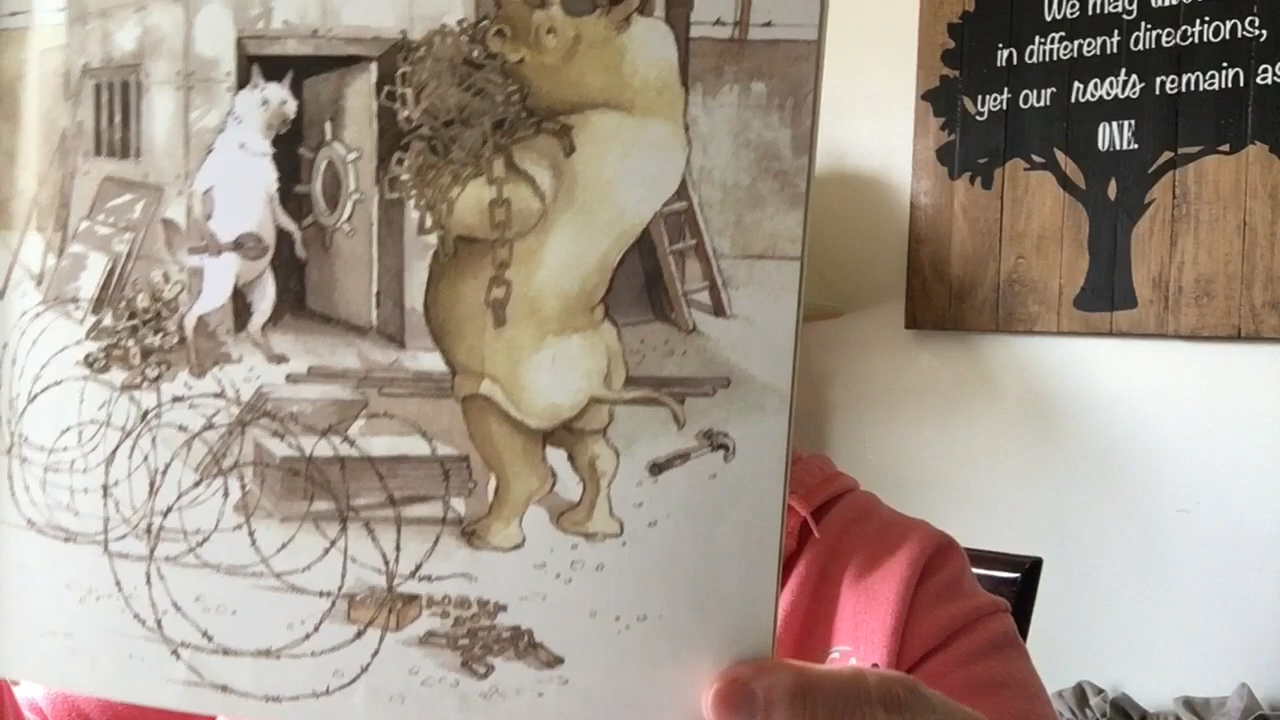 We may
in different directions,
yet our roots remain as
ONE.